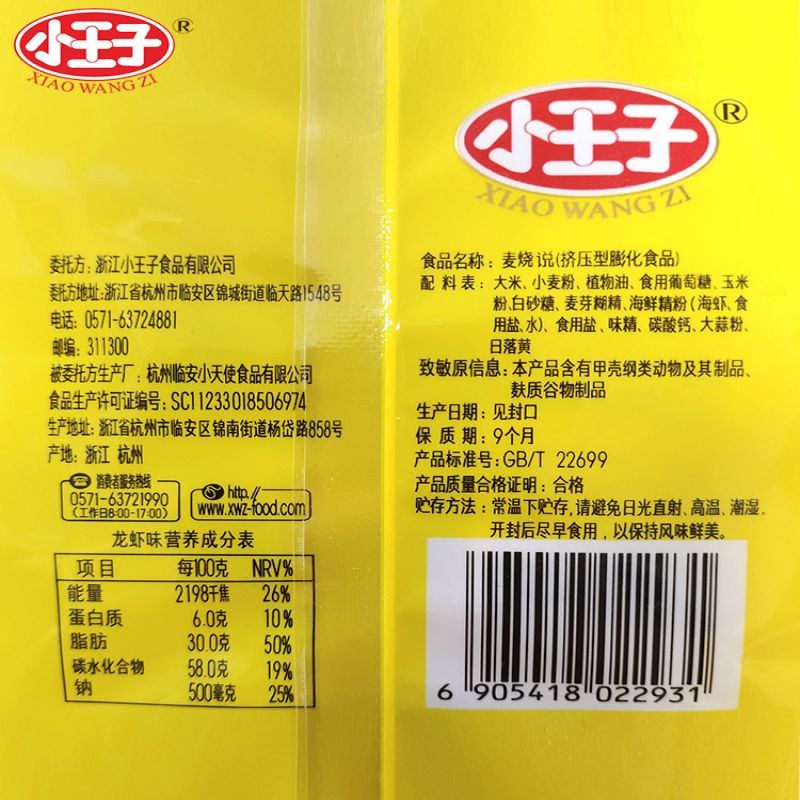 小王子®
XIAO WANG ZI
委托方：浙江小王子食品有限公司
委托方地址:浙江省杭州市临安区锦城街道临天路1548号
电话：0571-63724881
邮编：311300
被委托方生产厂：杭州临安小天使食品有限公司
食品生产许可证编号：SC11233018506974
生产地址：浙江省杭州市临安区锦南街道杨岱路858号
产地：浙江 杭州
消费者服务热线
0571-63721990
(工作日8:00-17:00)
http://
www.xwz-food.com
龙虾味营养成分表
项目 每100克 NRV%
能量 2198千焦 26%
蛋白质 6.0克 10%
脂肪 30.0克 50%
碳水化合物 58.0克 19%
钠 500毫克 25%
小王子®
XIAO WANG ZI
食品名称：麦烧说(挤压型膨化食品)
配料表：大米、小麦粉、植物油、食用葡萄糖、玉米
粉、白砂糖、麦芽糊精、海鲜精粉(海虾、食
用盐、水)、食用盐、味精、碳酸钙、大蒜粉、
日落黄
致敏原信息：本产品含有甲壳纲类动物及其制品、
麸质谷物制品
生产日期：见封口
保质期：9个月
产品标准号：GB/T 22699
产品质量合格证明：合格
贮存方法：常温下贮存,请避免日光直射、高温、潮湿.
开封后尽早食用，以保持风味鲜美。
6 905418 022931